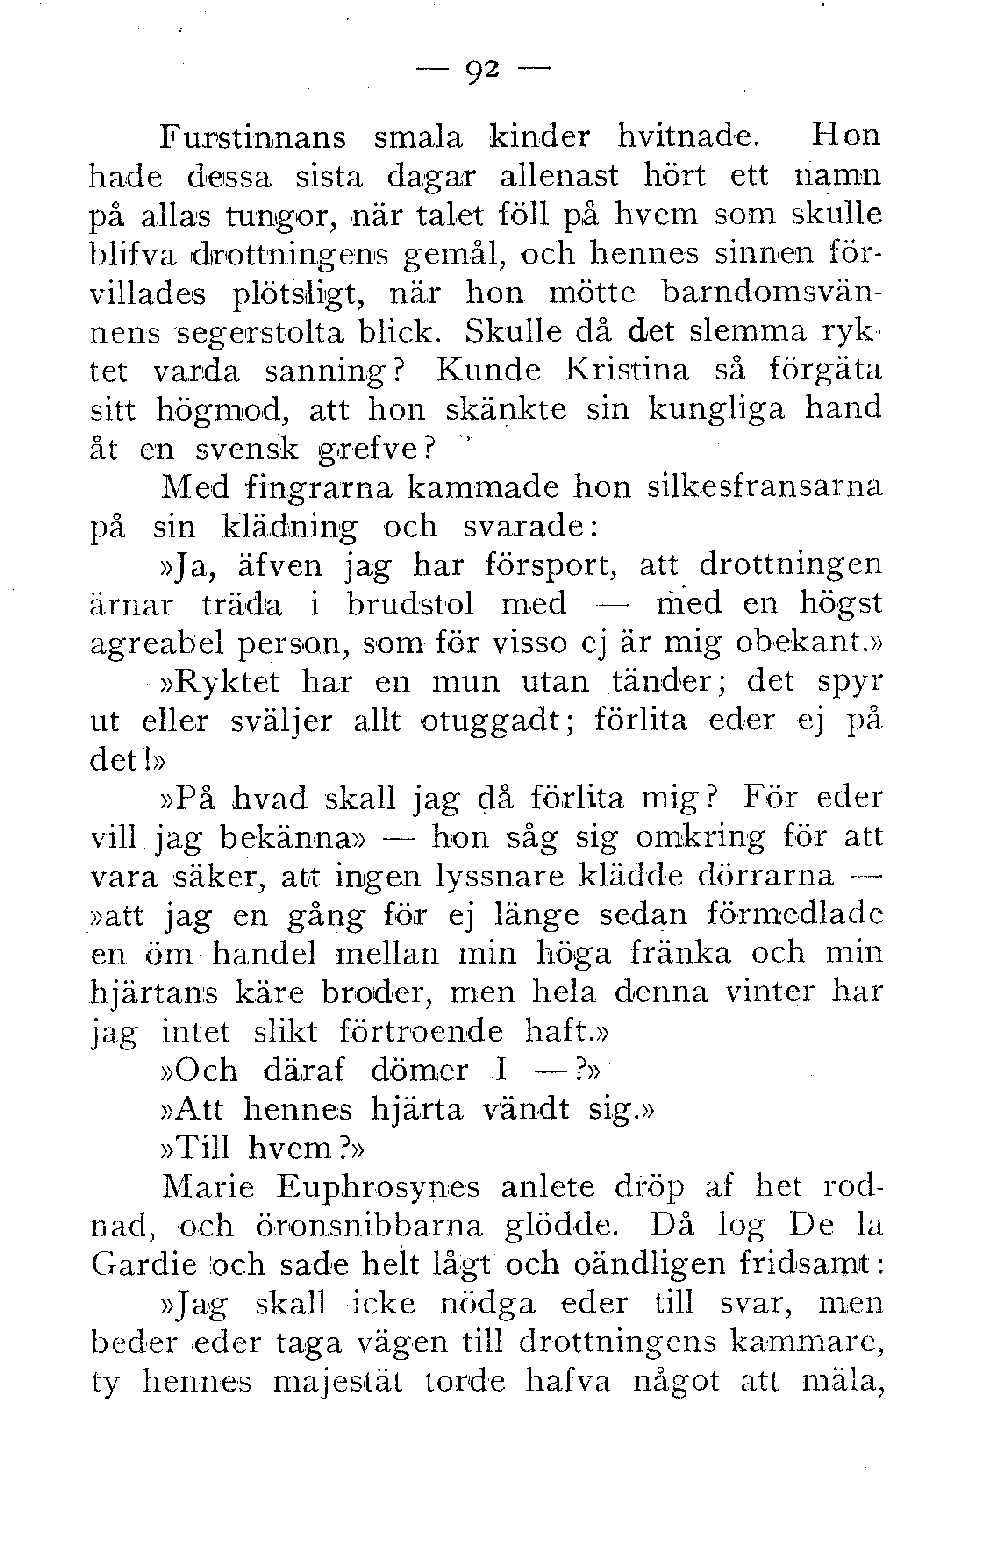 — 92 —
Furstinnans smala kinder hvitnade. Hon
hade dessa sista dagar allenast hört ett namn
på allas tungor, när talet föll på hvem som skulle
blifva drottningens gemål, och hennes sinnen för-
villades plötsligt, när hon mötte barndomsvän-
nens segerstolta blick. Skulle då det slemma ryk-
tet varda sanning? Kunde Kristina så förgäta
sitt högmod, att hon skänkte sin kungliga hand
åt en svensk grefve?
Med fingrarna kammade hon silkesfransarna
på sin klädning och svarade:
»Ja, äfven jag har försport, att drottningen
ärnar träda i brudstol med — med en högst
agreabel person, som för visso ej är mig obekant.»
»Ryktet har en mun utan tänder; det spyr
ut eller sväljer allt otuggadt; förlita eder ej på
det!»
»På hvad skall jag då förlita mig? För eder
vill jag bekänna» — hon såg sig omkring för att
vara säker, att ingen lyssnare klädde dörrarna —
»att jag en gång för ej länge sedan förmedlade
en öm handel mellan min höga fränka och min
hjärtans käre broder, men hela denna vinter har
jag intet slikt förtroende haft.»
»Och däraf dömer I —?»
»Att hennes hjärta vändt sig.»
»Till hvem?»
Marie Euphrosynes anlete dröp af het rod-
nad, och öronsnibbarna glödde. Då log De la
Gardie och sade helt lågt och oändligen fridsamt:
»Jag skall icke nödga eder till svar, men
beder eder taga vägen till drottningens kammare,
ty hennes majestät torde hafva något att mäla,